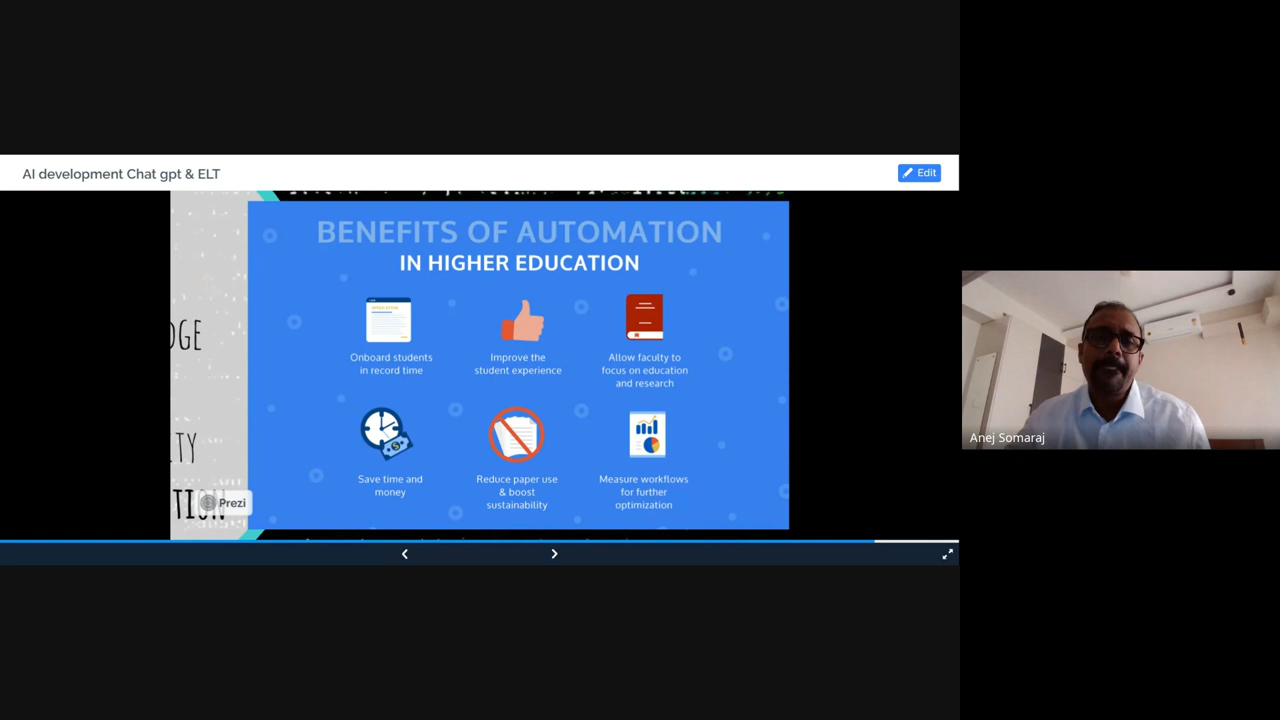 AI development Chat gpt & ELT
Edit
BENEFITS OF AUTOMATION
IN HIGHER EDUCATION
Onboard students
in record time
Improve the
student experience
Allow faculty to
focus on education
and research
Save time and
money
Reduce paper use
& boost
sustainability
Measure workflows
for further
optimization
Prezi
Anej Somaraj